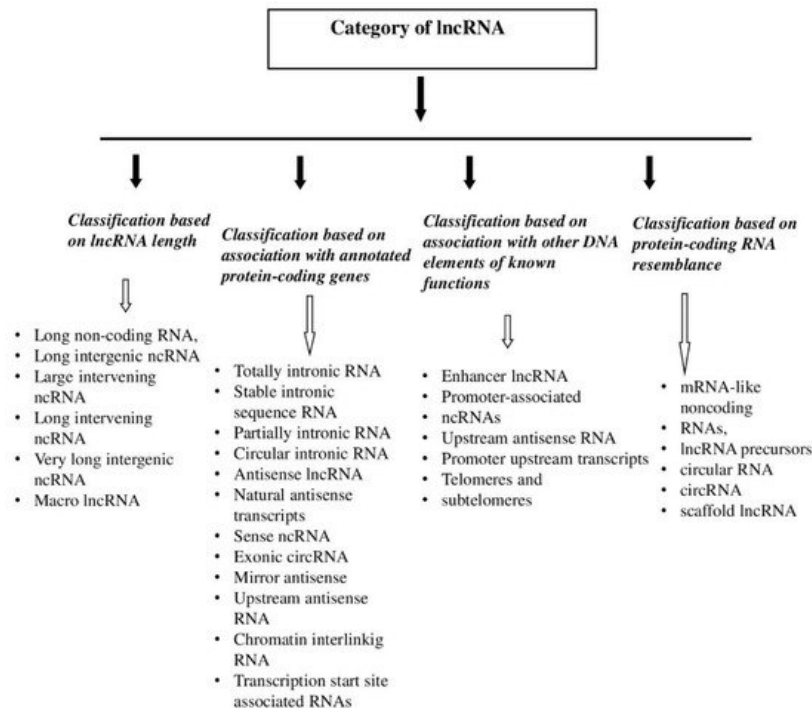 Category of lncRNA
Classification based
on lncRNA length
• Long non-coding RNA,
• Long intergenic ncRNA
• Large intervening
ncRNA
• Long intervening
ncRNA
• Very long intergenic
ncRNA
• Macro lncRNA
Classification based on
association with annotated
protein-coding genes
• Totally intronic RNA
• Stable intronic
sequence RNA
• Partially intronic RNA
• Circular intronic RNA
• Antisense lncRNA
• Natural antisense
transcripts
• Sense ncRNA
• Exonic circRNA
• Mirror antisense
• Upstream antisense
RNA
• Chromatin interlinkig
RNA
• Transcription start site
associated RNAs
Classification based on
association with other DNA
elements of known
functions
• Enhancer lncRNA
• Promoter-associated
• ncRNAs
• Upstream antisense RNA
• Promoter upstream transcripts
• Telomeres and
• subtelomeres
Classification based on
protein-coding RNA
resemblance
• mRNA-like
noncoding
• RNAs,
• lncRNA precursors
• circular RNA
• circRNA
• scaffold lncRNA